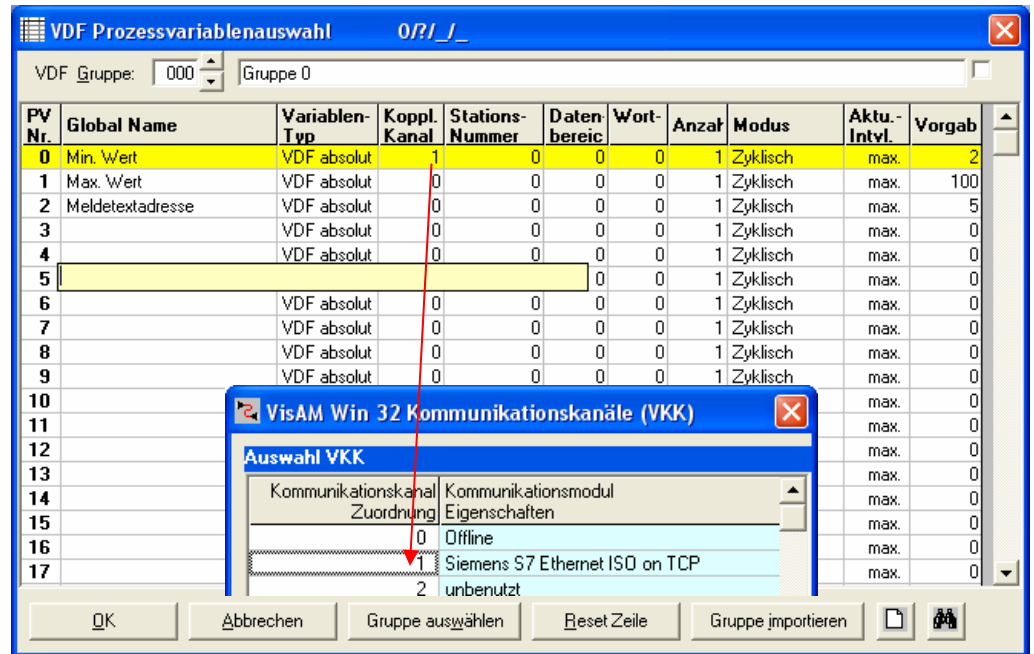 VDF Prozessvariablenauswahl 0/?/_/_
VDF Gruppe: 000 Gruppe 0
PV Nr. Global Name Variablen-Typ Koppl. Kanal Stations-Nummer Daten-bereic Wort- Anzah Modus Aktu.-Intvl. Vorgab
0 Min. Wert VDF absolut 1 0 0 0 1 Zyklisch max. 2
1 Max. Wert VDF absolut 0 0 0 0 1 Zyklisch max. 100
2 Meldetextadresse VDF absolut 0 0 0 0 1 Zyklisch max. 5
3 VDF absolut 0 0 0 0 1 Zyklisch max. 0
4 VDF absolut 0 0 0 0 1 Zyklisch max. 0
5 0 0 1 Zyklisch max. 0
6 VDF absolut 0 0 0 0 1 Zyklisch max. 0
7 VDF absolut 0 0 0 0 1 Zyklisch max. 0
8 VDF absolut 0 0 0 0 1 Zyklisch max. 0
9 VDF absolut 0 0 0 0 1 Zyklisch max. 0
10 max. 0
11 max. 0
12 max. 0
13 max. 0
14 max. 0
15 max. 0
16 max. 0
17 max. 0
VisAM Win 32 Kommunikationskanäle (VKK)
Auswahl VKK
Kommunikationskanal Zuordnung Kommunikationsmodul Eigenschaften
0 Offline
1 Siemens S7 Ethernet ISO on TCP
2 unbenutzt
OK Abbrechen Gruppe auswählen Reset Zeile Gruppe importieren